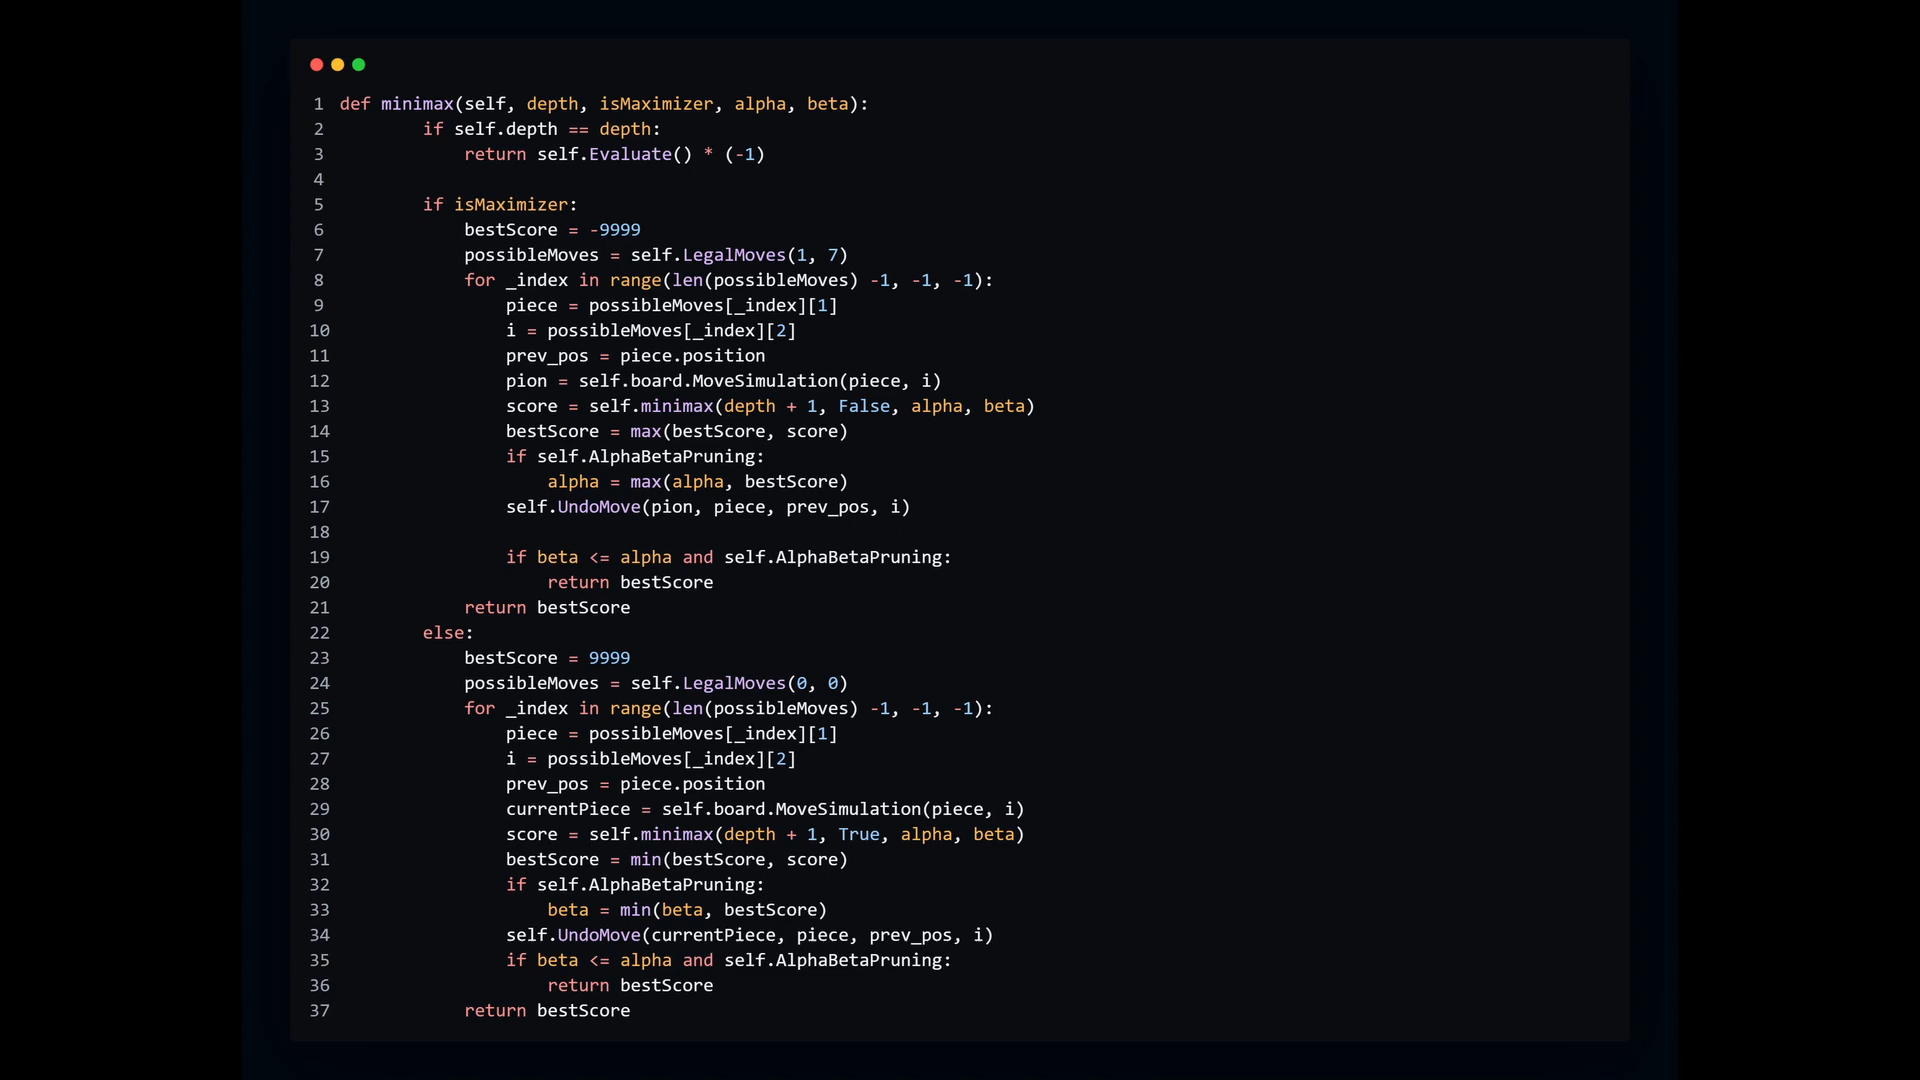 1 def minimax(self, depth, isMaximizer, alpha, beta):
2         if self.depth == depth:
3             return self.Evaluate() * (-1)
4
5         if isMaximizer:
6             bestScore = -9999
7             possibleMoves = self.LegalMoves(1, 7)
8             for _index in range(len(possibleMoves) -1, -1, -1):
9                 piece = possibleMoves[_index][1]
10                 i = possibleMoves[_index][2]
11                 prev_pos = piece.position
12                 pion = self.board.MoveSimulation(piece, i)
13                 score = self.minimax(depth + 1, False, alpha, beta)
14                 bestScore = max(bestScore, score)
15                 if self.AlphaBetaPruning:
16                     alpha = max(alpha, bestScore)
17                 self.UndoMove(pion, piece, prev_pos, i)
18
19                 if beta <= alpha and self.AlphaBetaPruning:
20                     return bestScore
21             return bestScore
22         else:
23             bestScore = 9999
24             possibleMoves = self.LegalMoves(0, 0)
25             for _index in range(len(possibleMoves) -1, -1, -1):
26                 piece = possibleMoves[_index][1]
27                 i = possibleMoves[_index][2]
28                 prev_pos = piece.position
29                 currentPiece = self.board.MoveSimulation(piece, i)
30                 score = self.minimax(depth + 1, True, alpha, beta)
31                 bestScore = min(bestScore, score)
32                 if self.AlphaBetaPruning:
33                     beta = min(beta, bestScore)
34                 self.UndoMove(currentPiece, piece, prev_pos, i)
35                 if beta <= alpha and self.AlphaBetaPruning:
36                     return bestScore
37             return bestScore